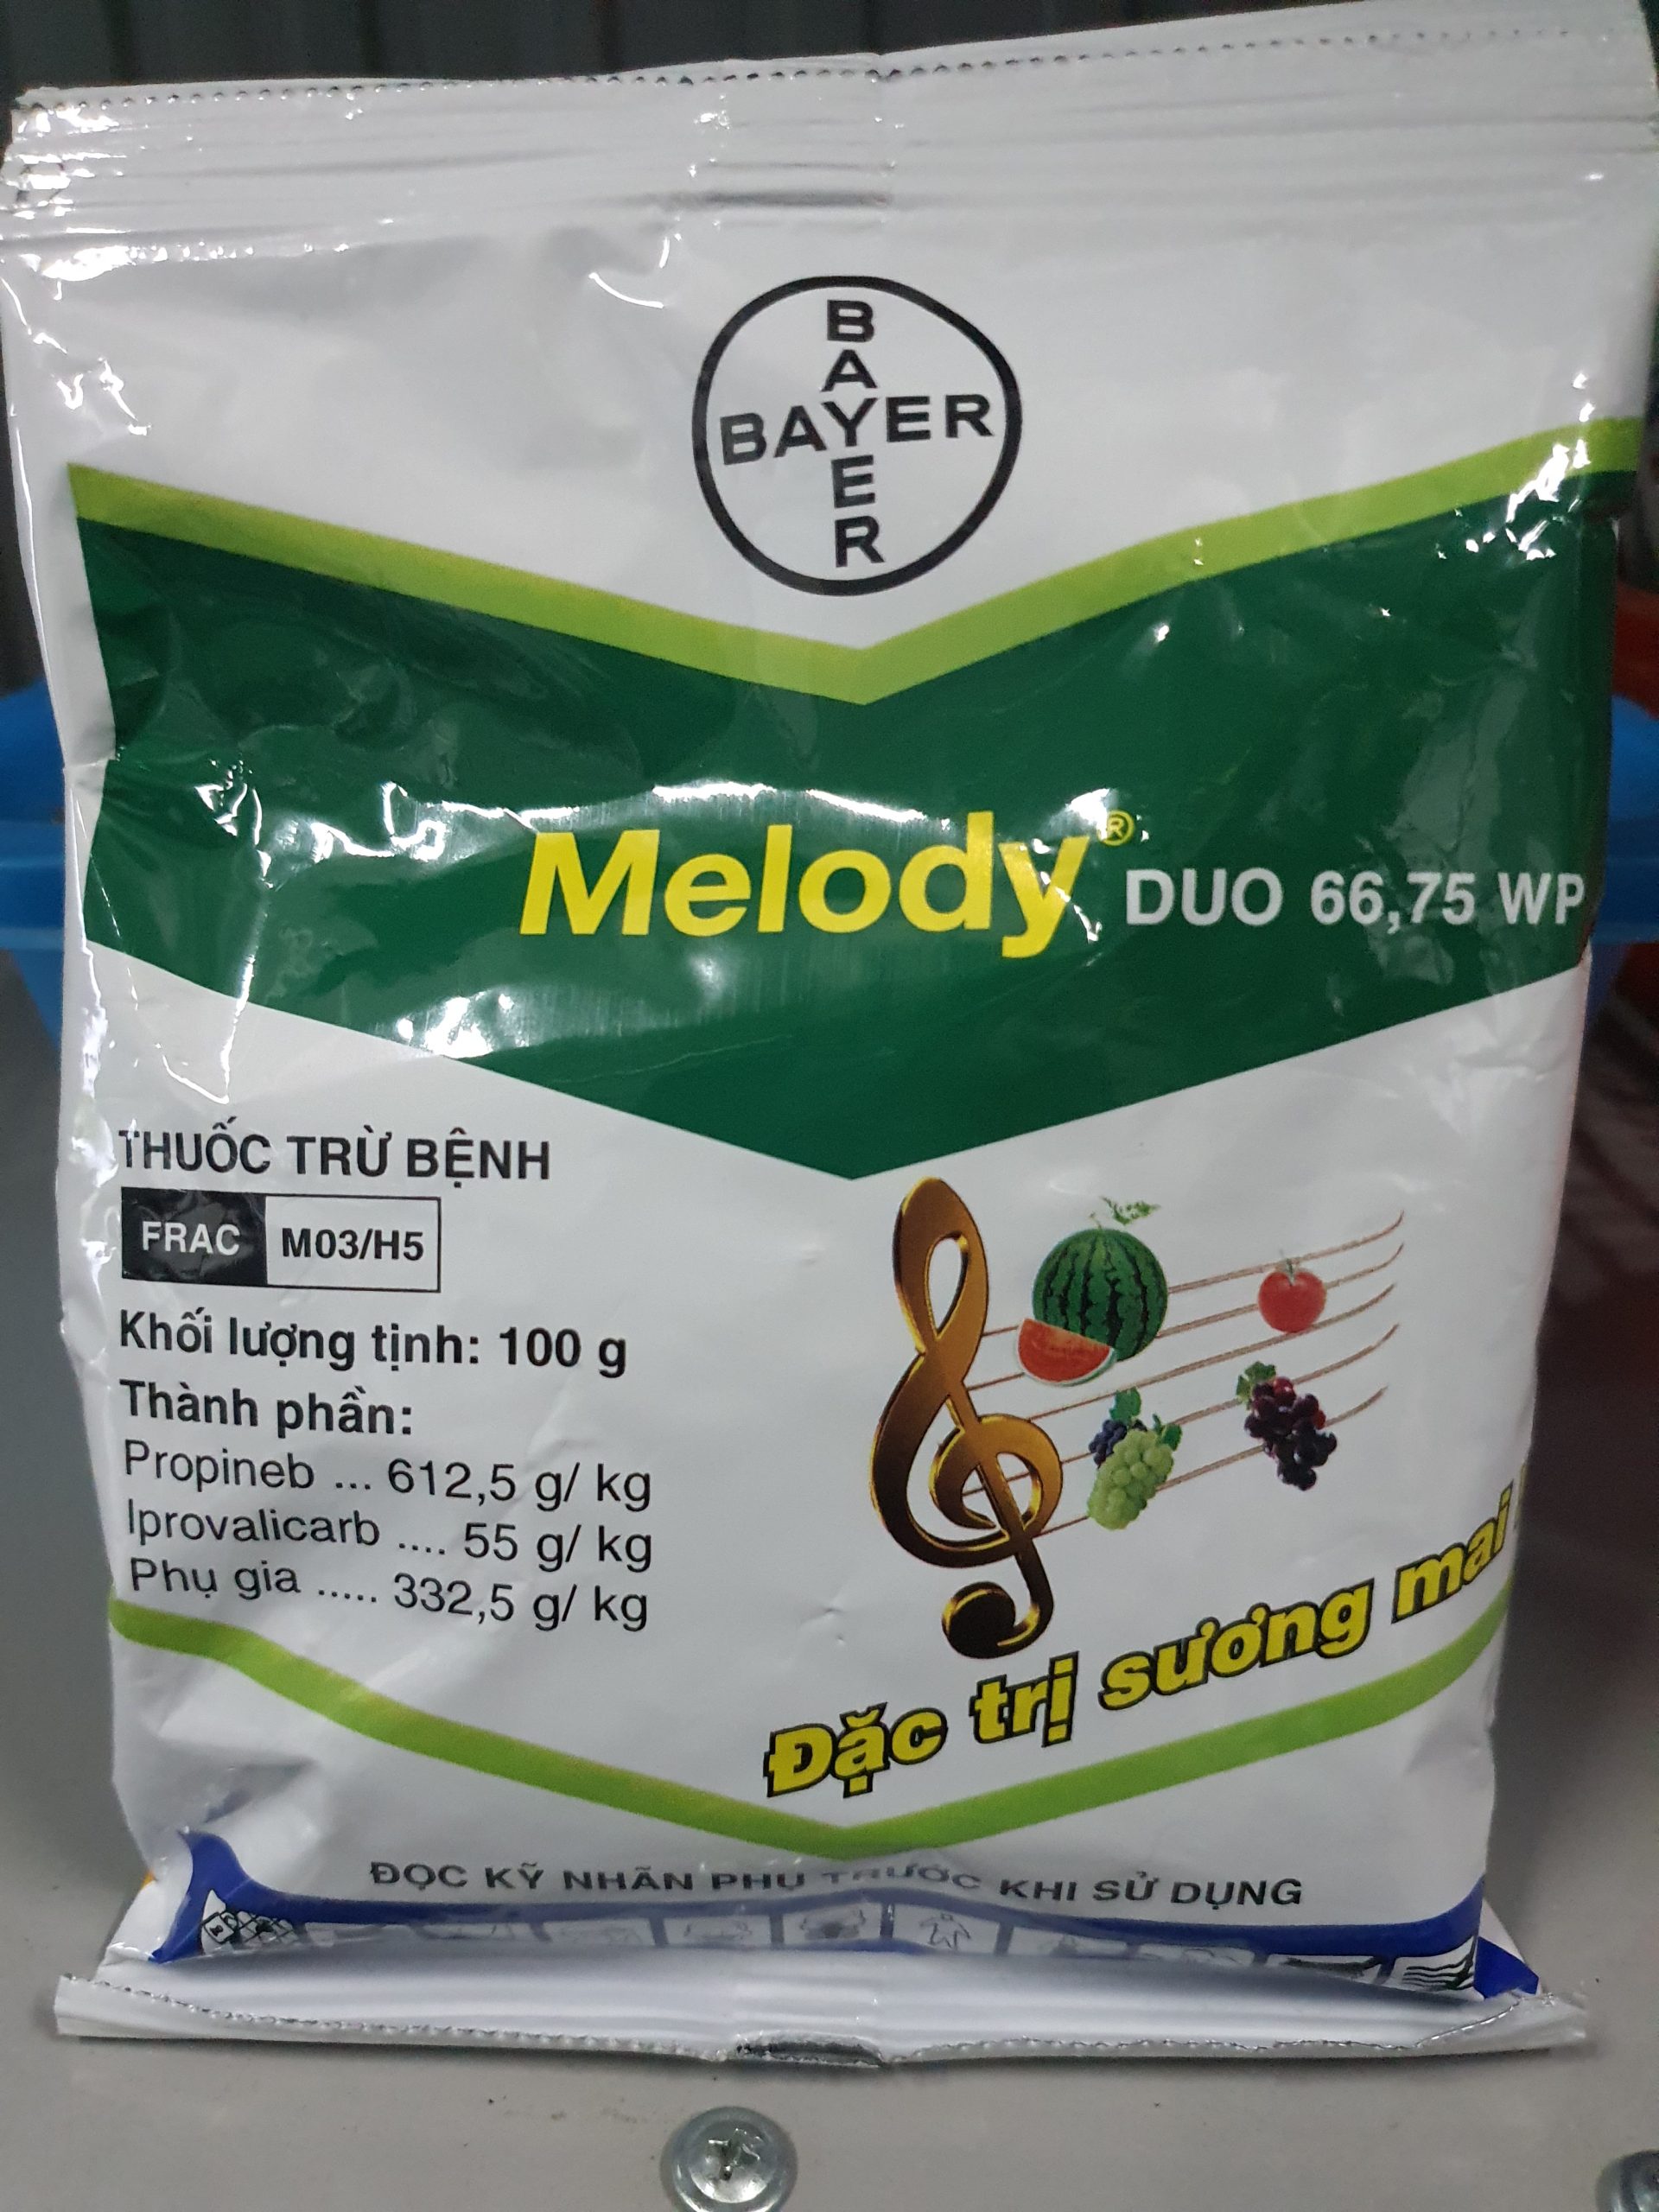 BAYER
BAYER
Melody® DUO 66,75 WP
THUỐC TRỪ BỆNH
FRAC M03/H5
Khối lượng tịnh: 100 g
Thành phần:
Propineb ... 612,5 g/ kg
Iprovalicarb .... 55 g/ kg
Phụ gia ..... 332,5 g/ kg
Đặc trị sương mai
ĐỌC KỸ NHÃN PHỤ TRƯỚC KHI SỬ DỤNG